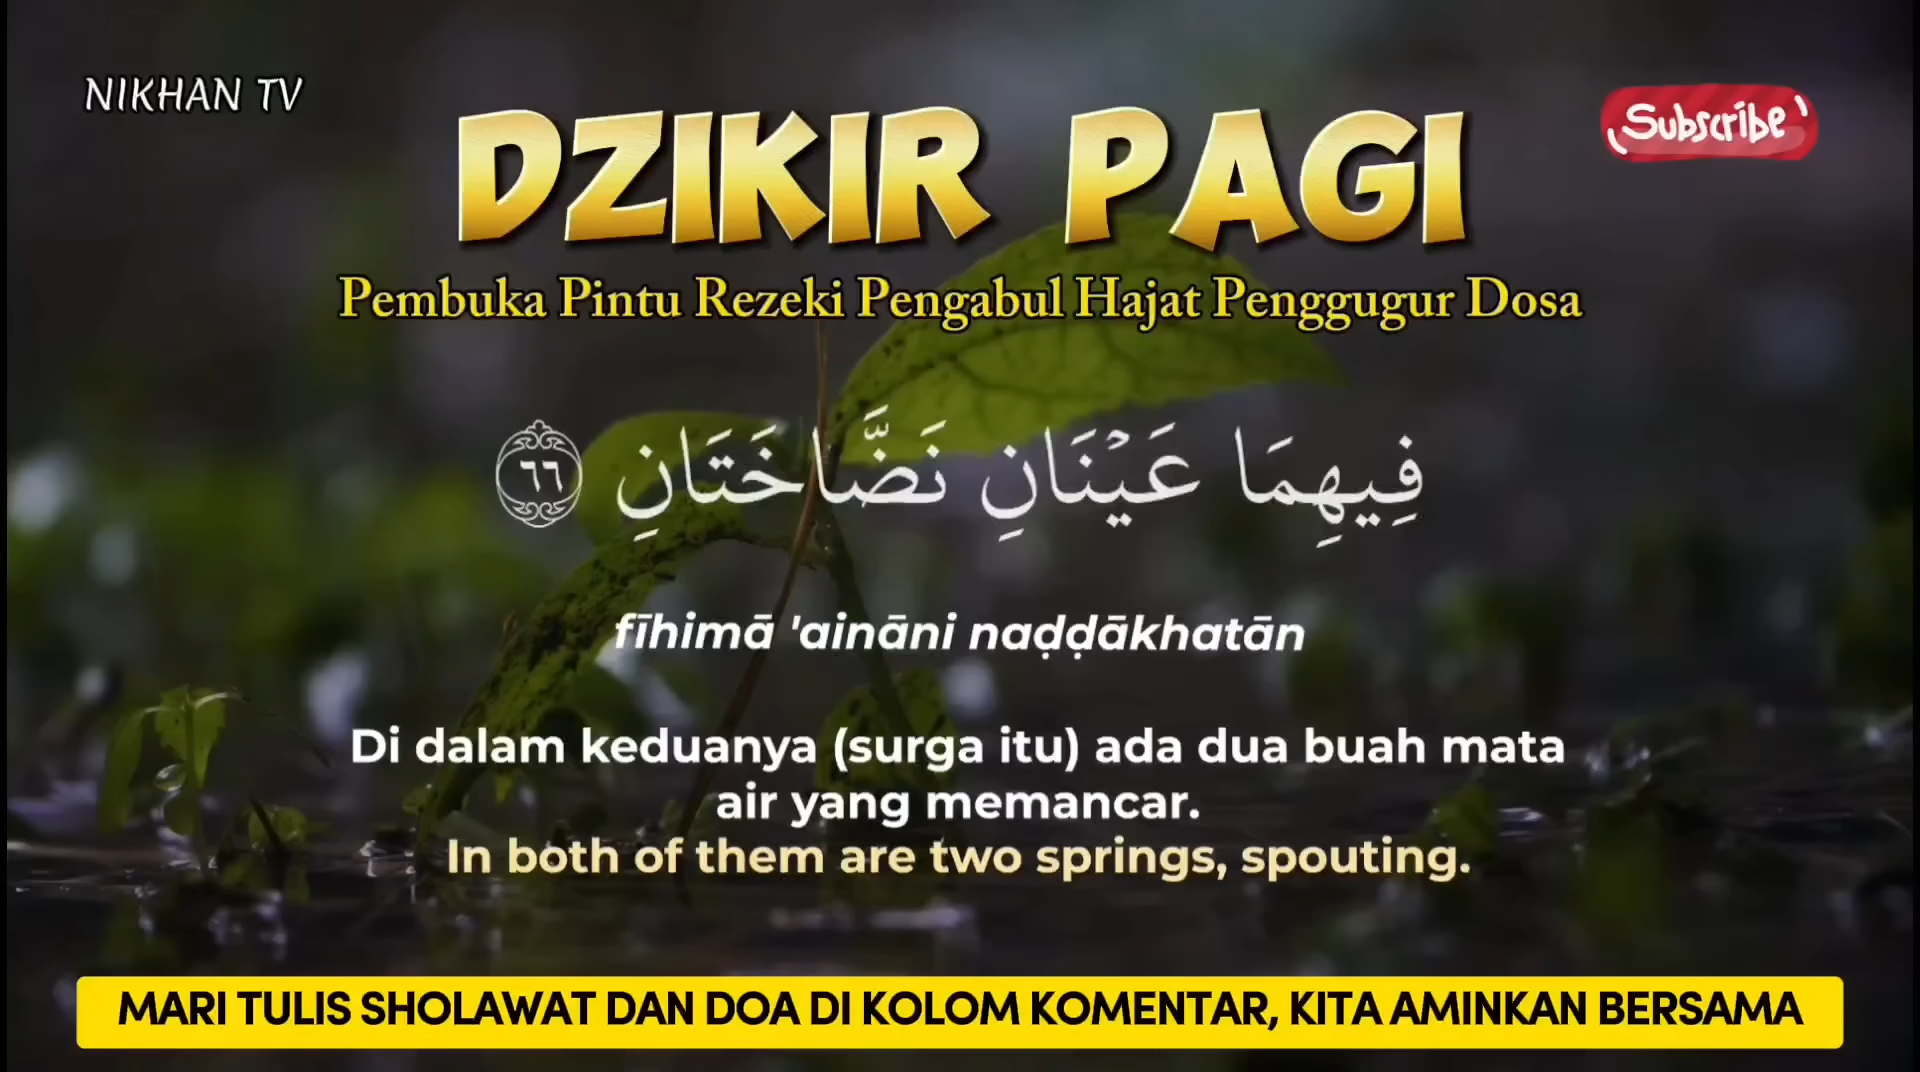 NIKHAN TV
Subscribe
DZIKIR PAGI
Pembuka Pintu Rezeki Pengabul Hajat Penggugur Dosa
فِيهِمَا عَيْنَانِ نَضَّاخَتَانِ ٦٦
fīhimā 'aināni naḍḍākhatān
Di dalam keduanya (surga itu) ada dua buah mata
air yang memancar.
In both of them are two springs, spouting.
MARI TULIS SHOLAWAT DAN DOA DI KOLOM KOMENTAR, KITA AMINKAN BERSAMA